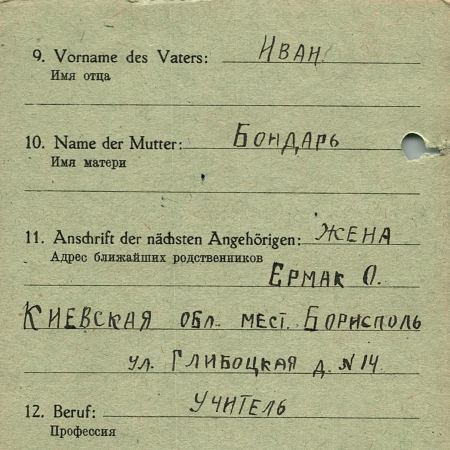 9. Vorname des Vaters: Иван
Имя отца
10. Name der Mutter: Бондарь
Имя матери
11. Anschrift der nächsten Angehörigen: жена
Адрес ближайших родственников
Ермак О.
Киевская обл. мест. Борисполь
ул. Глибоцкая д. N 14
12. Beruf: Учитель
Профессия